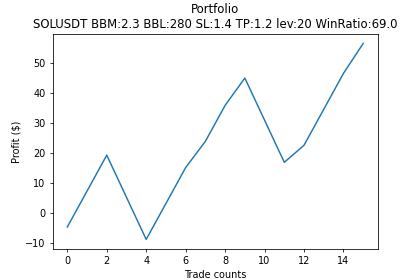 Portfolio
SOLUSDT BBM:2.3 BBL:280 SL:1.4 TP:1.2 lev:20 WinRatio:69.0
Profit ($)
50
40
30
20
10
0
−10
0 2 4 6 8 10 12 14
Trade counts